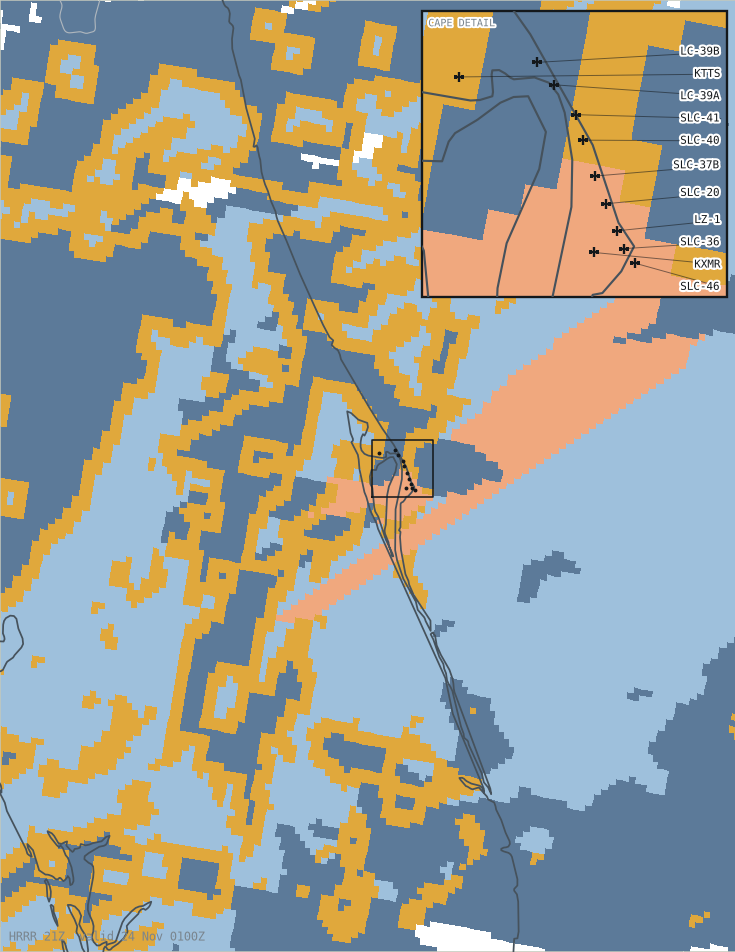 CAPE DETAIL
LC-39B
KTTS
LC-39A
SLC-41
SLC-40
SLC-37B
SLC-20
LZ-1
SLC-36
KXMR
SLC-46
HRRR 21Z  valid 24 Nov 0100Z